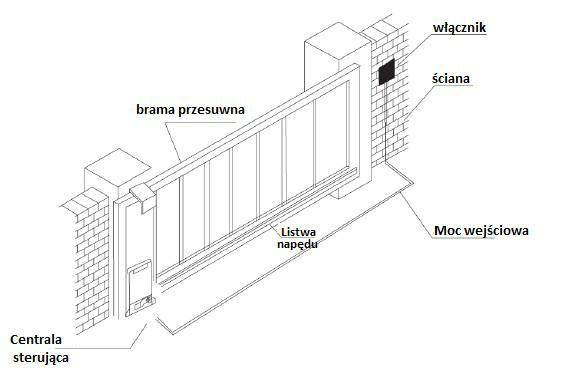 włącznik
ściana
brama przesuwna
Listwa
napędu
Moc wejściowa
Centrala
sterująca